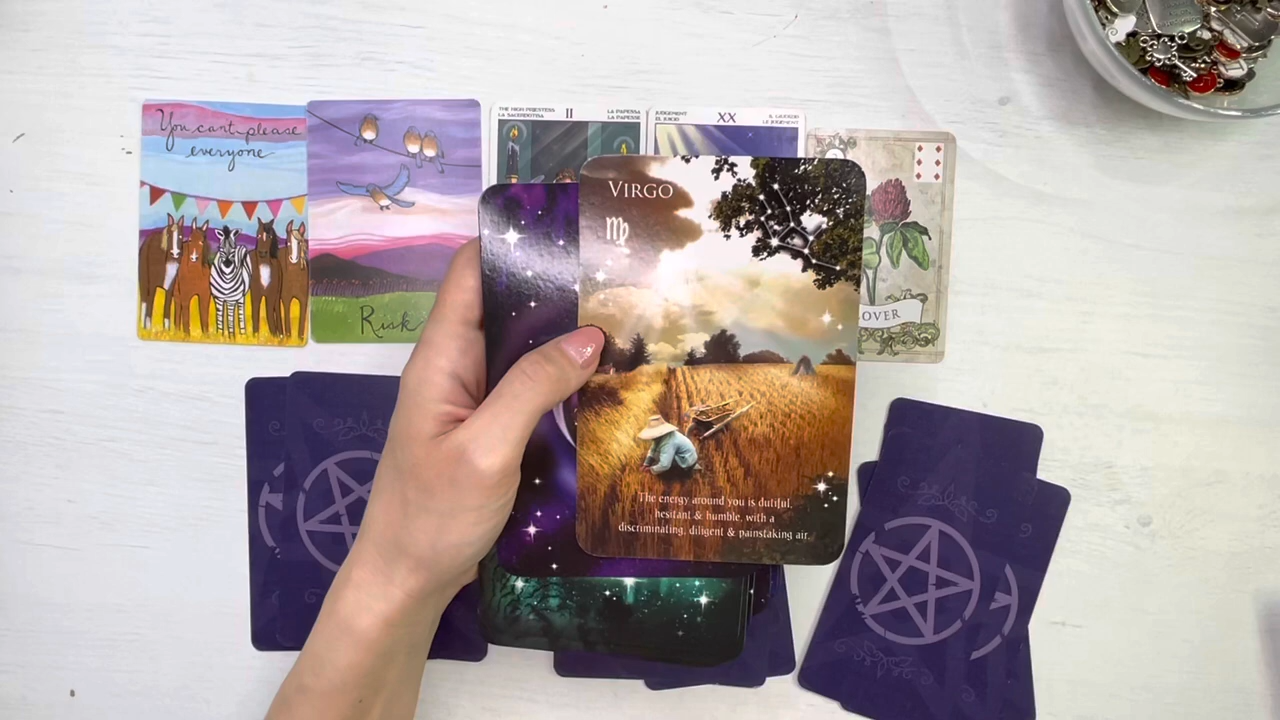 You can't please
everyone
Risk
THE HIGH PRIESTESS
LA SACERDOTISA
II
LA PAPESSA
LA PAPESSE
JUDGEMENT
EL JUICIO
XX
IL GIUDIZIO
LE JUGEMENT
OVER
VIRGO
♍
The energy around you is dutiful,
hesitant & humble, with a
discriminating, diligent & painstaking air.